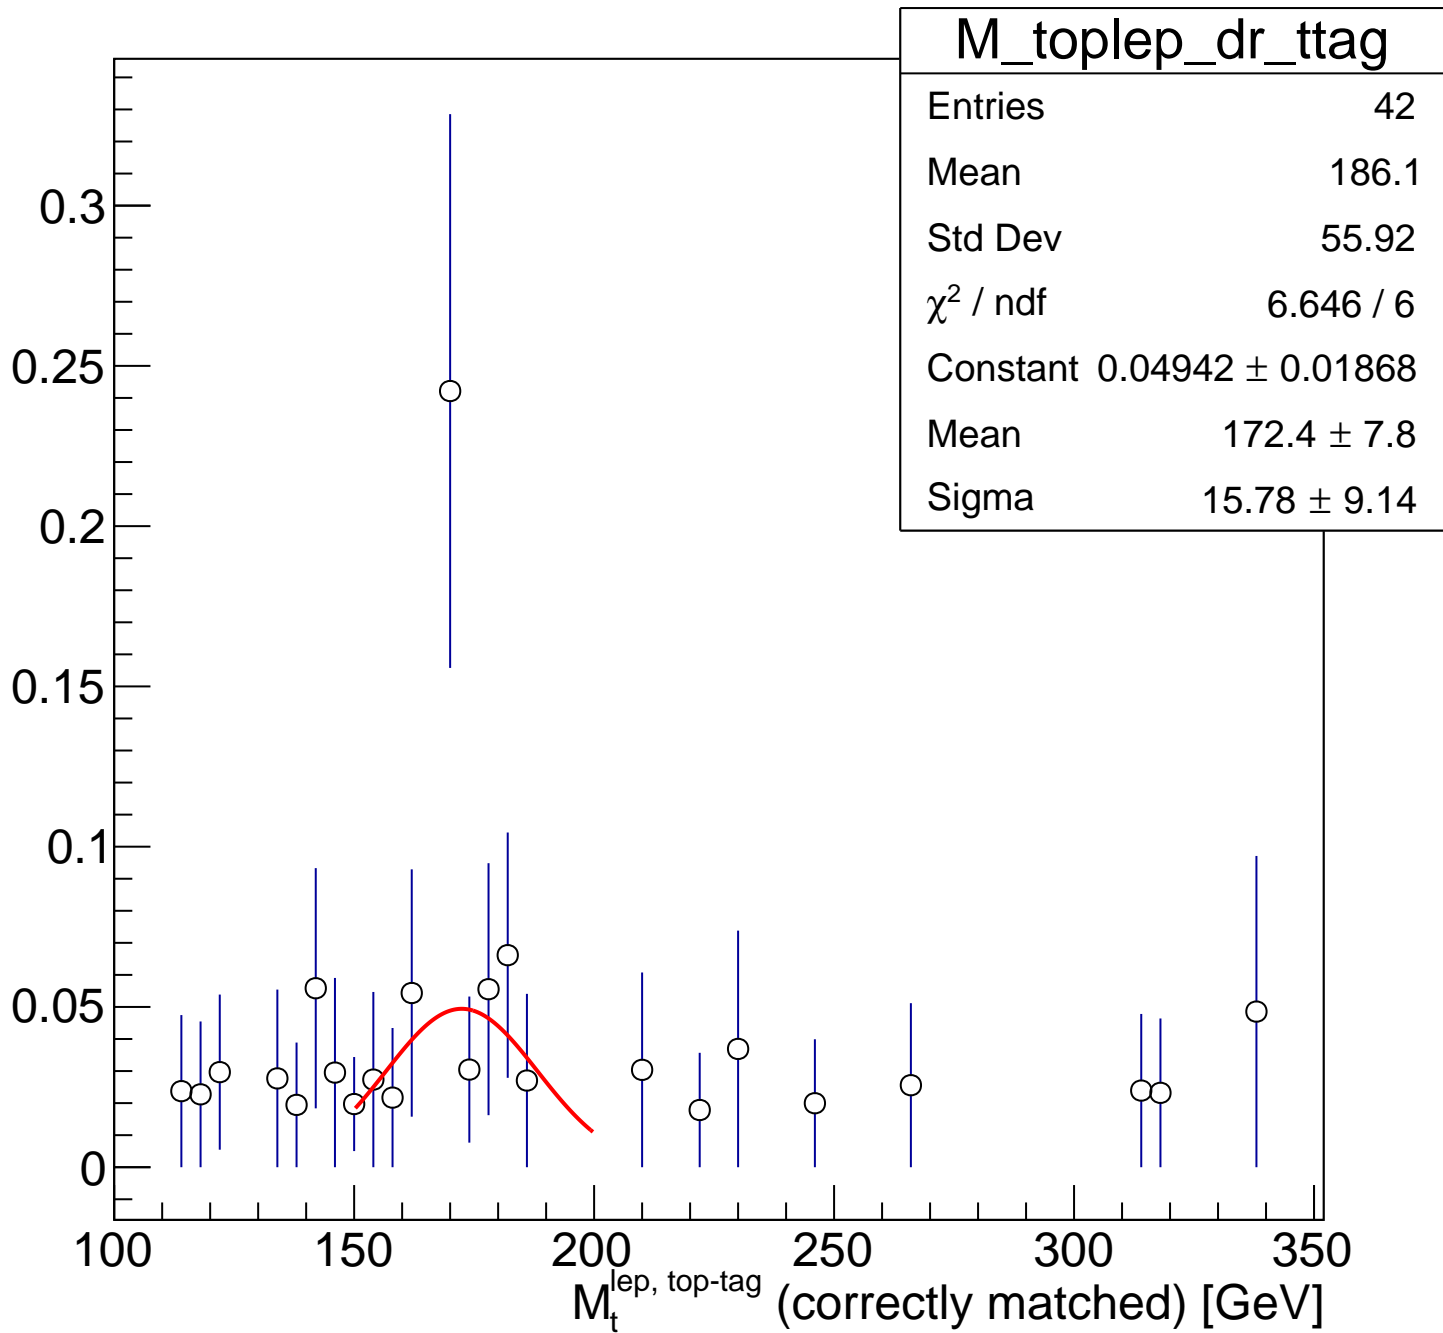 M_toplep_dr_ttag
Entries 42
Mean 186.1
Std Dev 55.92
χ² / ndf 6.646 / 6
Constant 0.04942 ± 0.01868
Mean 172.4 ± 7.8
Sigma 15.78 ± 9.14
0.3
0.25
0.2
0.15
0.1
0.05
0
100 150 200 250 300 350
M_t^{lep, top-tag} (correctly matched) [GeV]